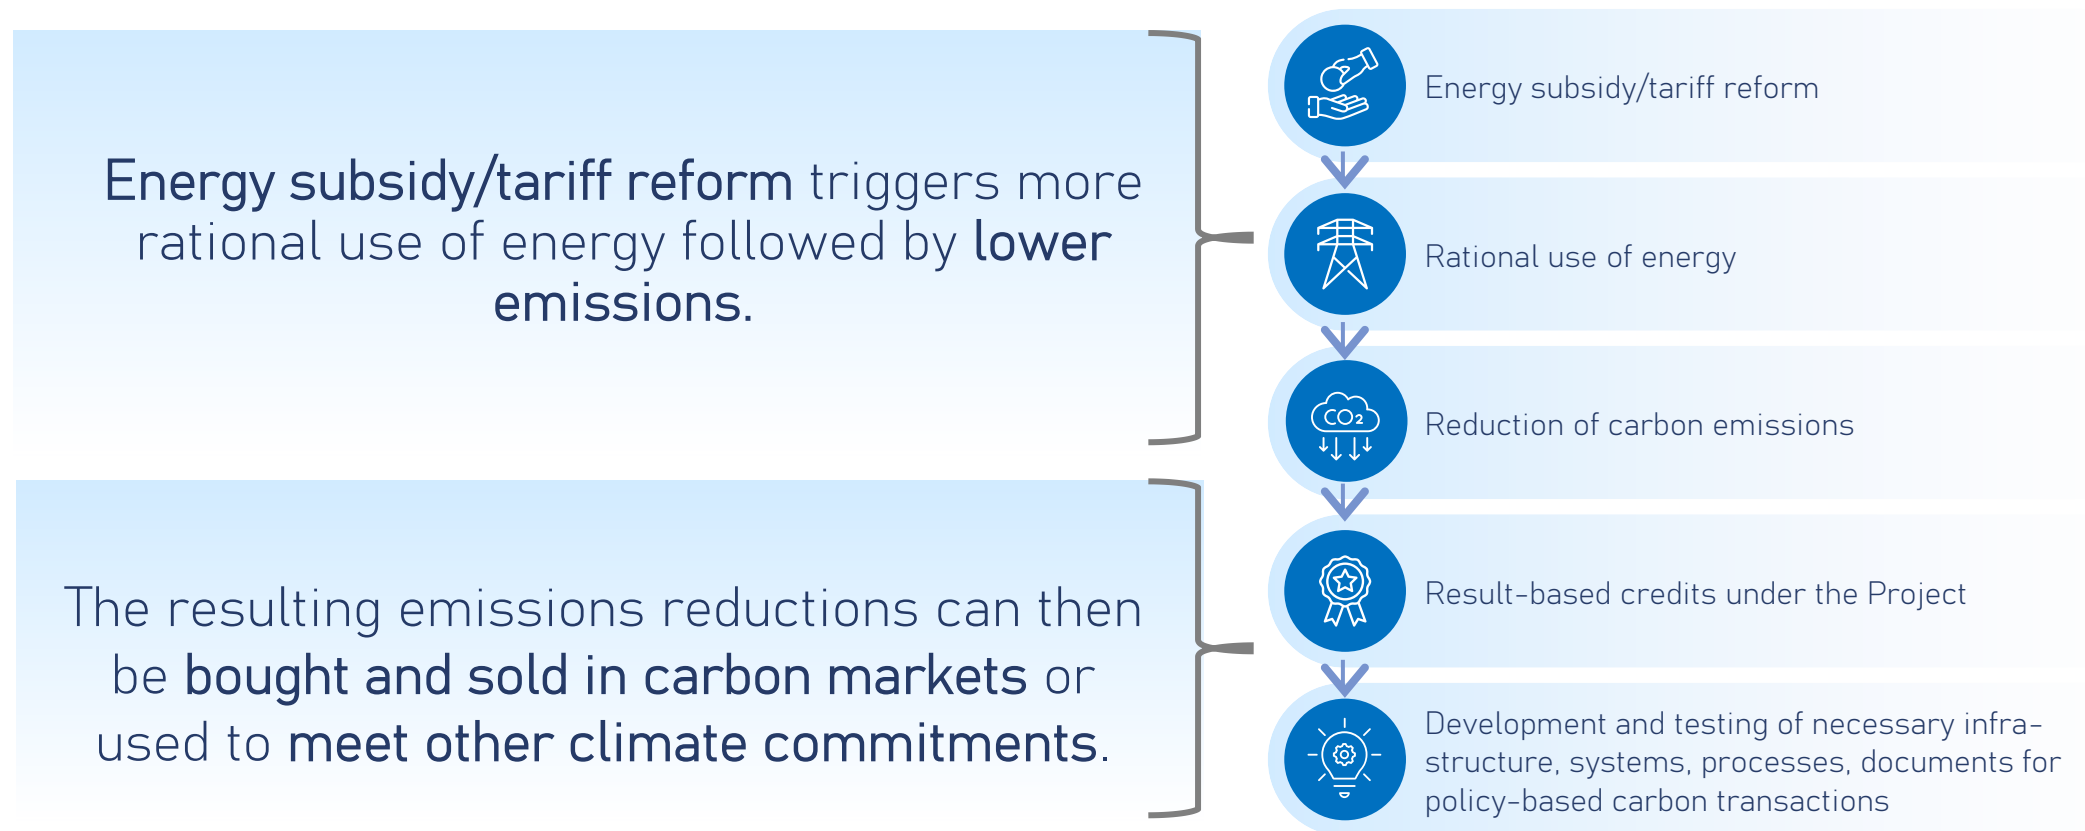 Energy subsidy/tariff reform triggers more
rational use of energy followed by lower
emissions.
The resulting emissions reductions can then
be bought and sold in carbon markets or
used to meet other climate commitments.
Energy subsidy/tariff reform
Rational use of energy
CO2
Reduction of carbon emissions
Result-based credits under the Project
Development and testing of necessary infra-
structure, systems, processes, documents for
policy-based carbon transactions